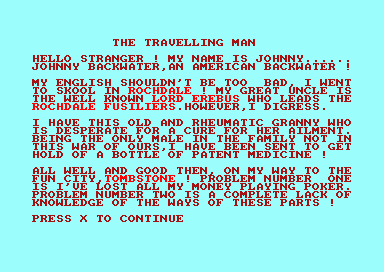 THE TRAVELLING MAN
HELLO STRANGER ! MY NAME IS JOHNNY......
JOHNNY BACKWATER,AN AMERICAN BACKWATER !
MY ENGLISH SHOULDN'T BE TOO  BAD, I WENT
TO SKOOL IN ROCHDALE ! MY GREAT UNCLE IS
THE WELL KNOWN LORD EREBUS WHO LEADS THE
ROCHDALE FUSILIERS.HOWEVER,I DIGRESS.
I HAVE THIS OLD AND RHEUMATIC GRANNY WHO
IS DESPERATE FOR A CURE FOR HER AILMENT.
BEING THE ONLY MALE IN THE FAMILY NOT IN
THIS WAR OF OURS,I HAVE BEEN SENT TO GET
HOLD OF A BOTTLE OF PATENT MEDICINE !
ALL WELL AND GOOD THEN, ON MY WAY TO THE
FUN CITY,TOMBSTONE ! PROBLEM NUMBER  ONE
IS I'VE LOST ALL MY MONEY PLAYING POKER.
PROBLEM NUMBER TWO IS A COMPLETE LACK OF
KNOWLEDGE OF THE WAYS OF THESE PARTS !
PRESS X TO CONTINUE